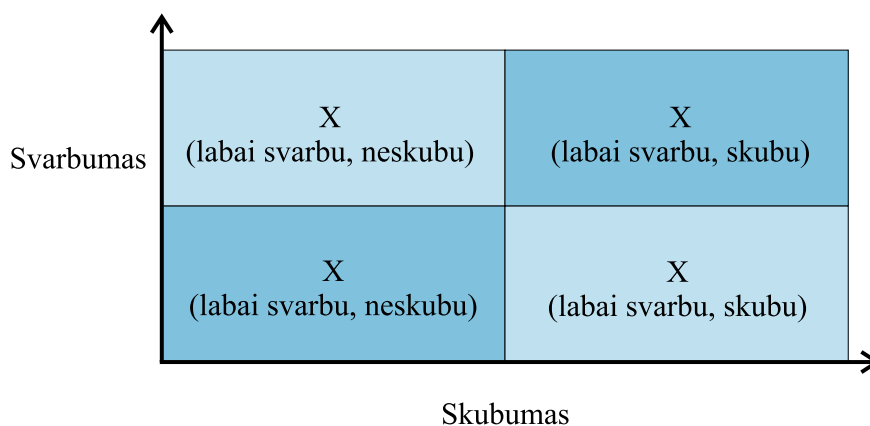 X
(labai svarbu, neskubu)
X
(labai svarbu, skubu)
Svarbumas
X
(labai svarbu, neskubu)
X
(labai svarbu, skubu)
Skubumas